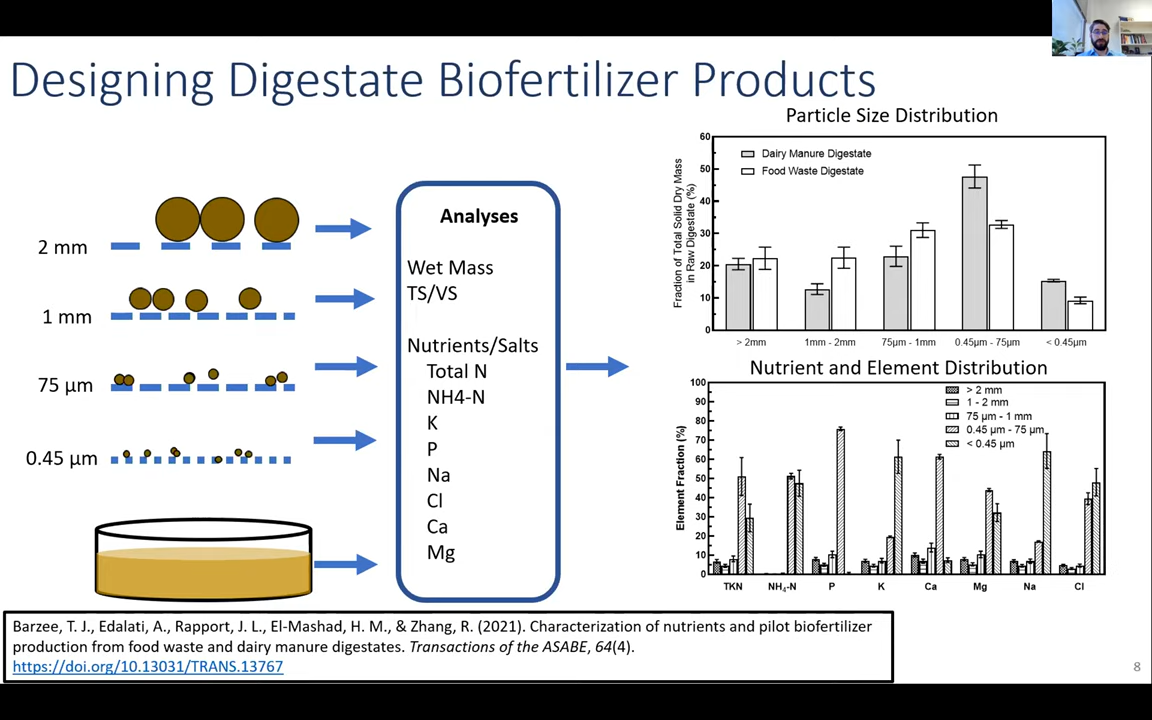 Designing Digestate Biofertilizer Products
2 mm
1 mm
75 µm
0.45 µm
Analyses
Wet Mass
TS/VS
Nutrients/Salts
Total N
NH4-N
K
P
Na
Cl
Ca
Mg
Particle Size Distribution
Fraction of Total Solid Dry Mass
in Raw Digestate (%)
60
50
40
30
20
10
0
Dairy Manure Digestate
Food Waste Digestate
> 2mm
1mm - 2mm
75µm - 1mm
0.45µm - 75µm
< 0.45µm
Nutrient and Element Distribution
Element Fraction (%)
100
90
80
70
60
50
40
30
20
10
0
> 2 mm
1 - 2 mm
75 µm - 1 mm
0.45 µm - 75µm
< 0.45 µm
TKN
NH₄-N
P
K
Ca
Mg
Na
Cl
Barzee, T. J., Edalati, A., Rapport, J. L., El-Mashad, H. M., & Zhang, R. (2021). Characterization of nutrients and pilot biofertilizer
production from food waste and dairy manure digestates. Transactions of the ASABE, 64(4).
https://doi.org/10.13031/TRANS.13767
8